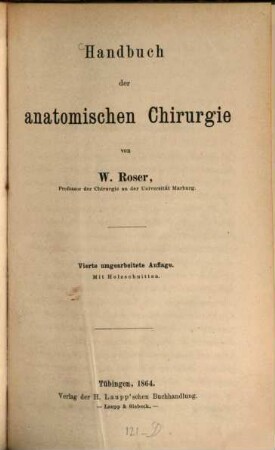 Handbuch
der
anatomischen Chirurgie
von
W. Roser,
Professor der Chirurgie an der Universität Marburg.
Vierte umgearbeitete Auflage.
Mit Holzschnitten.
Tübingen, 1864.
Verlag der H. Laupp'schen Buchhandlung.
— Laupp & Siebeck. —
121-D